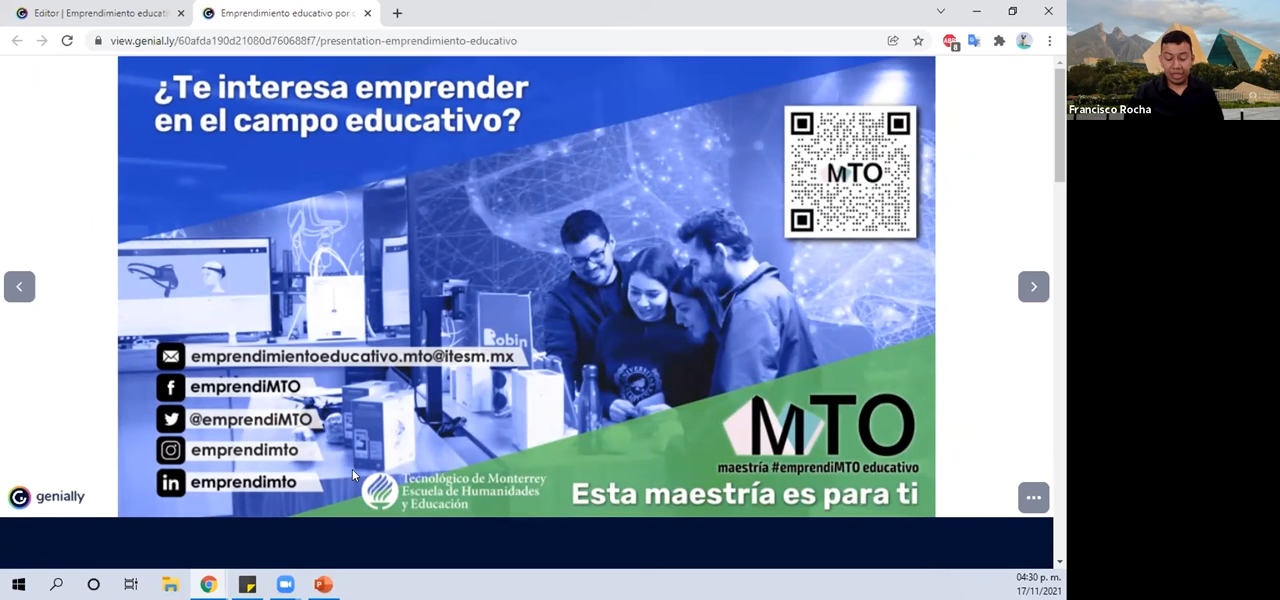 Editor | Emprendimiento educati
Emprendimiento educativo por c
view.genial.ly/60afda190d21080d760688f7/presentation-emprendimiento-educativo
8
Francisco Rocha
¿Te interesa emprender
en el campo educativo?
MTO
Robin
emprendimientoeducativo.mto@itesm.mx
emprendiMTO
@emprendiMTO
emprendimto
emprendimto
Tecnológico de Monterrey
Escuela de Humanidades
y Educación
MTO
maestría #emprendiMTO educativo
Esta maestría es para ti
genially
04:30 p. m.
17/11/2021